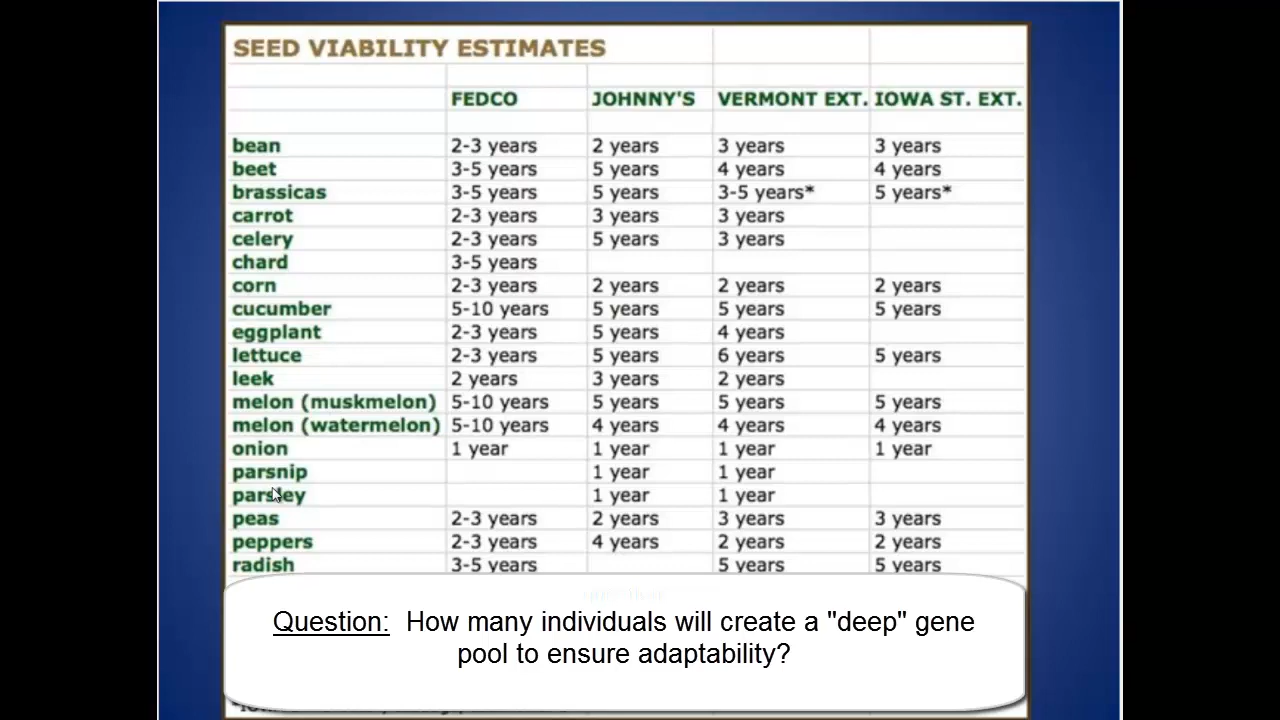 SEED VIABILITY ESTIMATES
FEDCO JOHNNY'S VERMONT EXT. IOWA ST. EXT.
bean 2-3 years 2 years 3 years 3 years
beet 3-5 years 5 years 4 years 4 years
brassicas 3-5 years 5 years 3-5 years* 5 years*
carrot 2-3 years 3 years 3 years
celery 2-3 years 5 years 3 years
chard 3-5 years
corn 2-3 years 2 years 2 years 2 years
cucumber 5-10 years 5 years 5 years 5 years
eggplant 2-3 years 5 years 4 years
lettuce 2-3 years 5 years 6 years 5 years
leek 2 years 3 years 2 years
melon (muskmelon) 5-10 years 5 years 5 years 5 years
melon (watermelon) 5-10 years 4 years 4 years 4 years
onion 1 year 1 year 1 year 1 year
parsnip 1 year 1 year
parsley 1 year 1 year
peas 2-3 years 2 years 3 years 3 years
peppers 2-3 years 4 years 2 years 2 years
radish 3-5 years 5 years 5 years
Question: How many individuals will create a "deep" gene
pool to ensure adaptability?